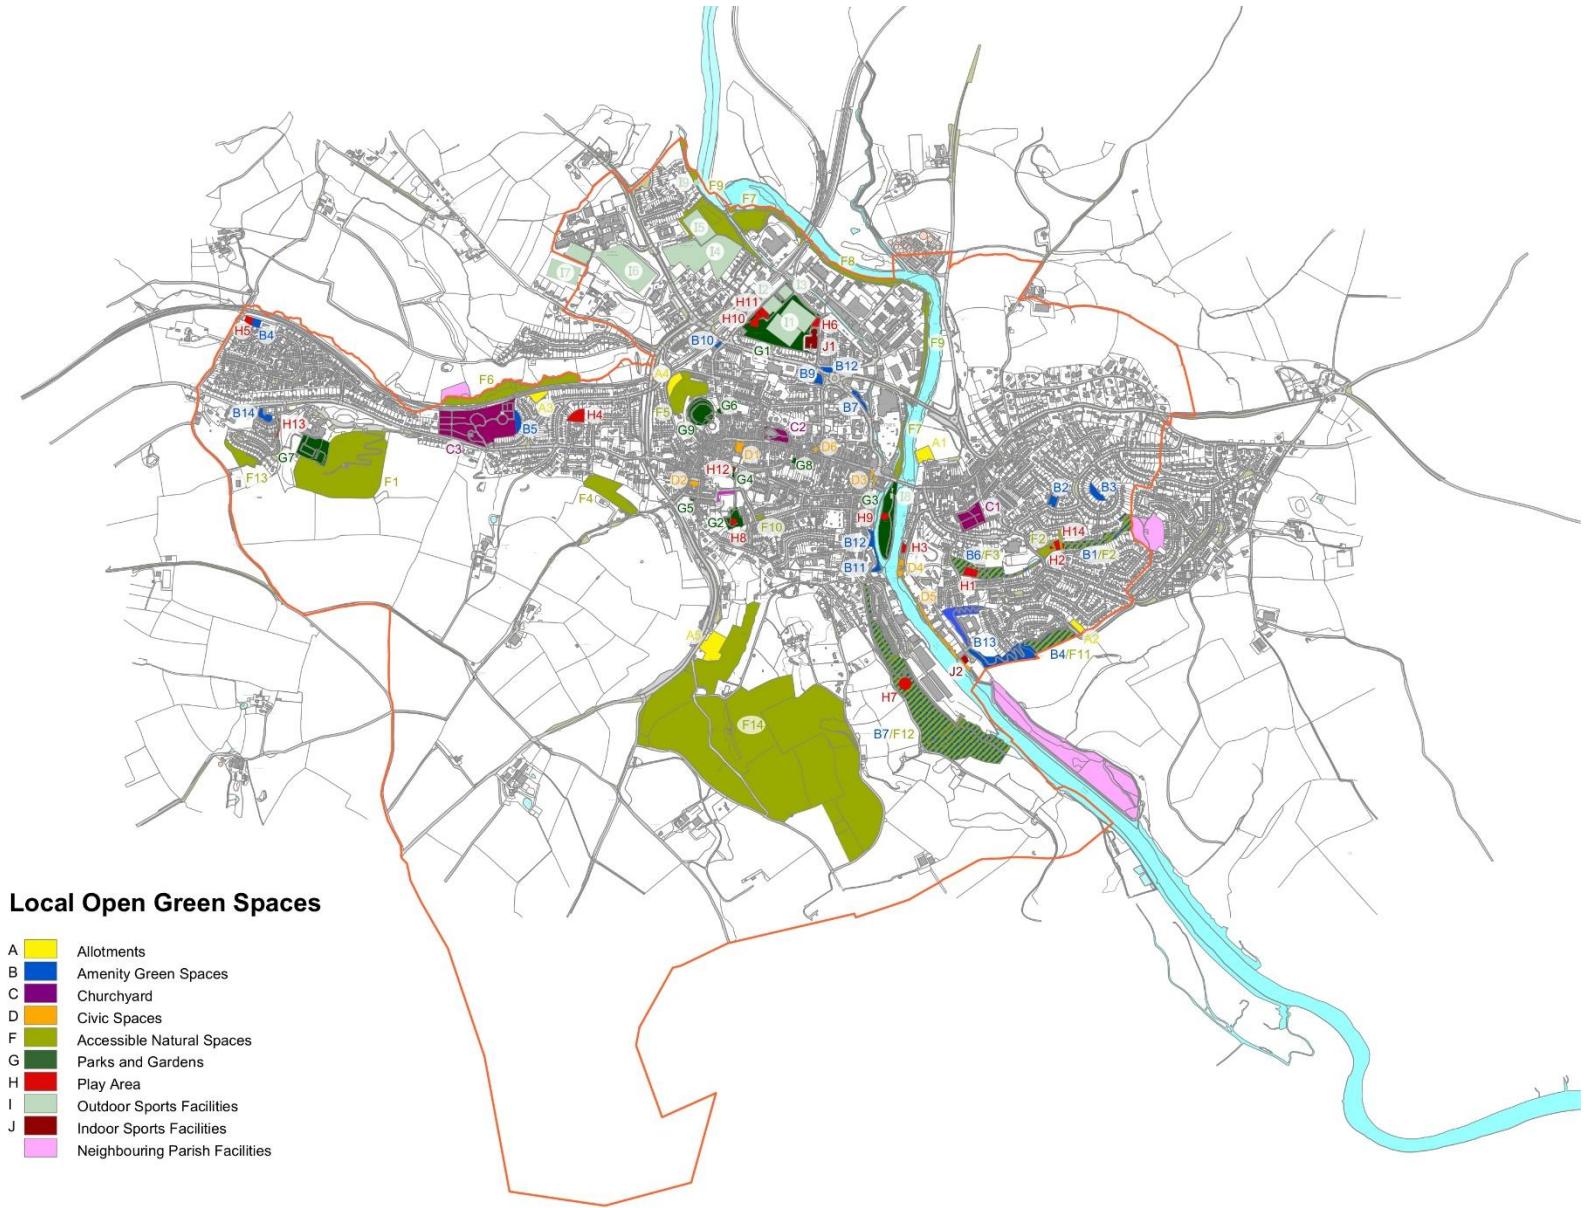 I9
F9
F7
I5
I4
I6
I7
F8
I2
I3
H11
H10
I1
H6
J1
G1
H5
B4
B10
F9
B12
B9
F6
A4
A3
B7
F5
G6
B14
H13
H4
B5
G9
C2
F7
C3
D1
D6
A1
G7
G8
F13
F1
H12
G4
D2
D3
F4
G3
I8
B2
B3
G5
C1
H9
G2
F10
H14
F2
H8
B12
H3
B6/F3
H2
B1/F2
B11
D4
H1
D5
A5
A2
B13
B4/F11
J2
H7
F14
B7/F12
Local Open Green Spaces
A Allotments
B Amenity Green Spaces
C Churchyard
D Civic Spaces
F Accessible Natural Spaces
G Parks and Gardens
H Play Area
I Outdoor Sports Facilities
J Indoor Sports Facilities
Neighbouring Parish Facilities